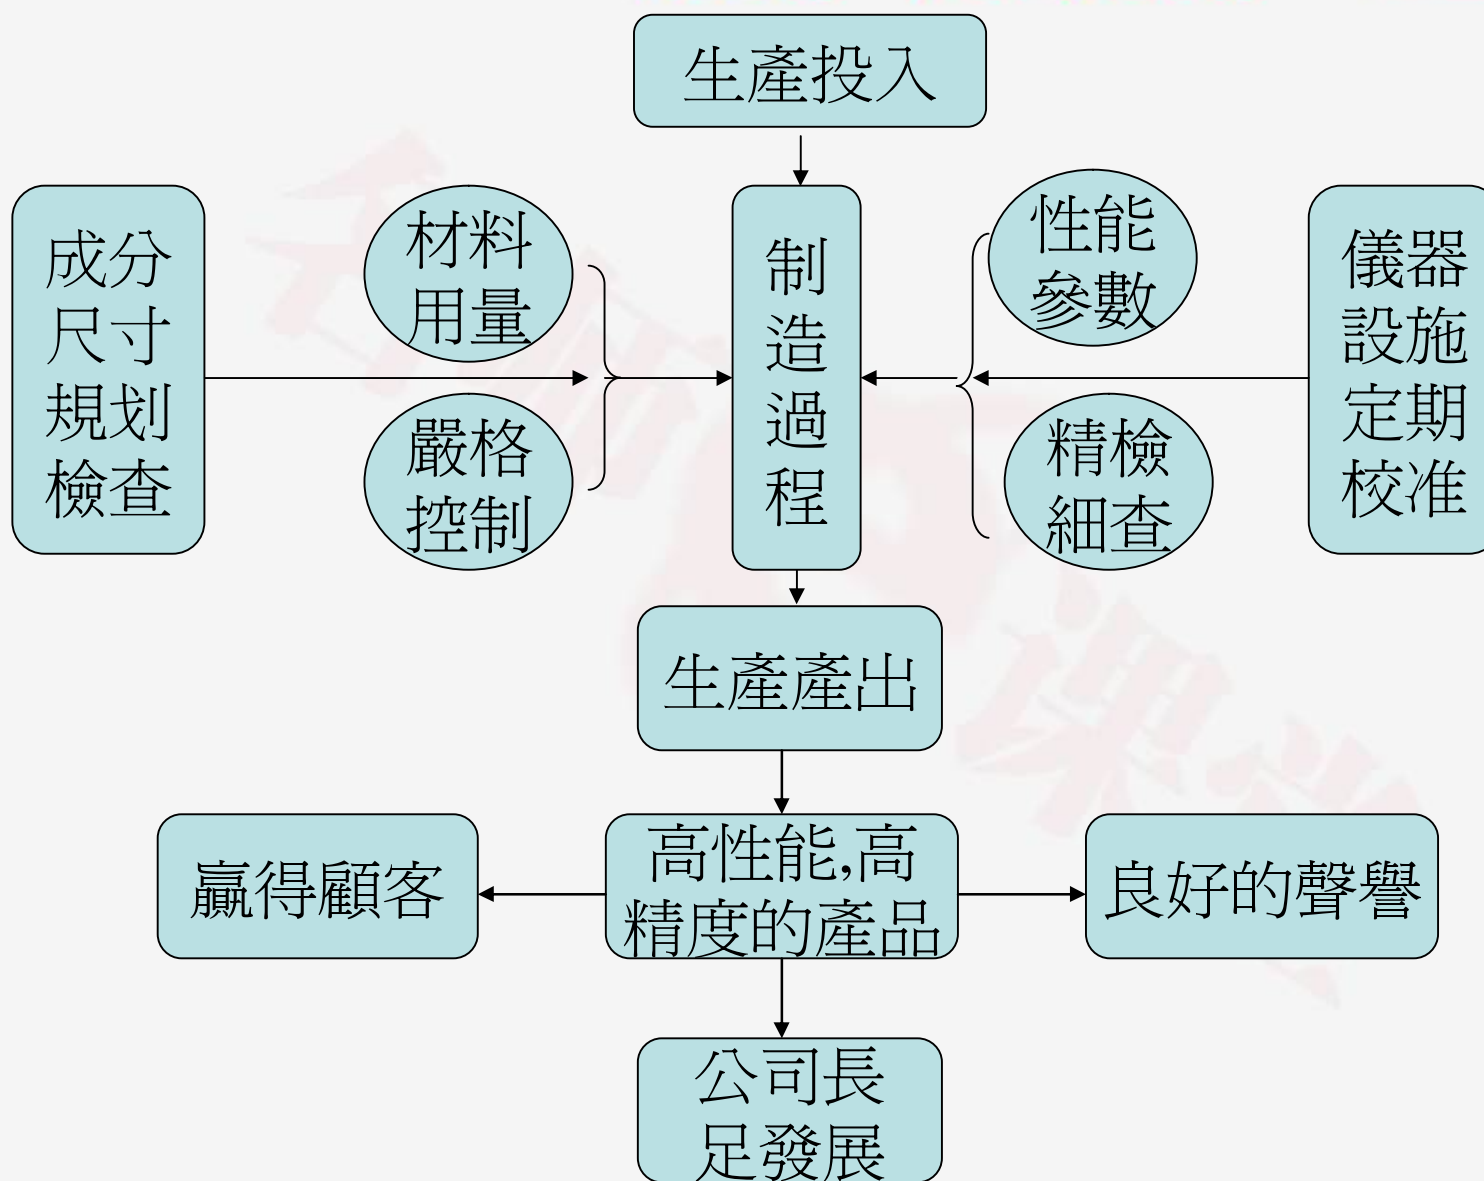 生產投入
成分
尺寸
規划
檢查
材料
用量
嚴格
控制
制
造
過
程
性能
參數
精檢
細查
儀器
設施
定期
校准
生產產出
贏得顧客
高性能,高
精度的產品
良好的聲譽
公司長
足發展